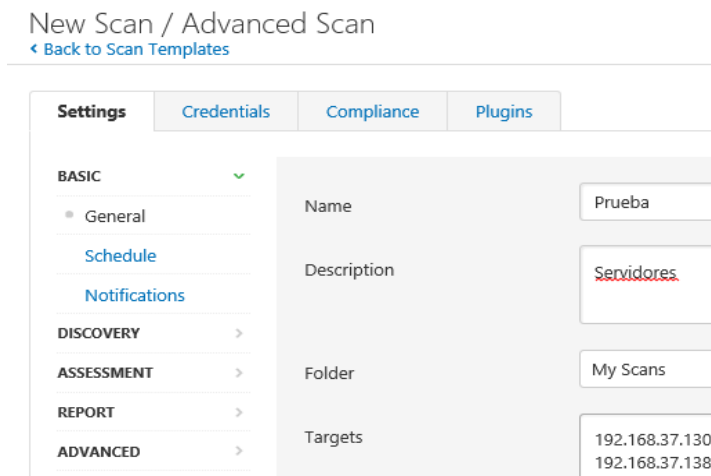 New Scan / Advanced Scan
Back to Scan Templates
Settings Credentials Compliance Plugins
BASIC
General
Schedule
Notifications
DISCOVERY
ASSESSMENT
REPORT
ADVANCED
Name Prueba
Description Servidores
Folder My Scans
Targets 192.168.37.130
192.168.37.138